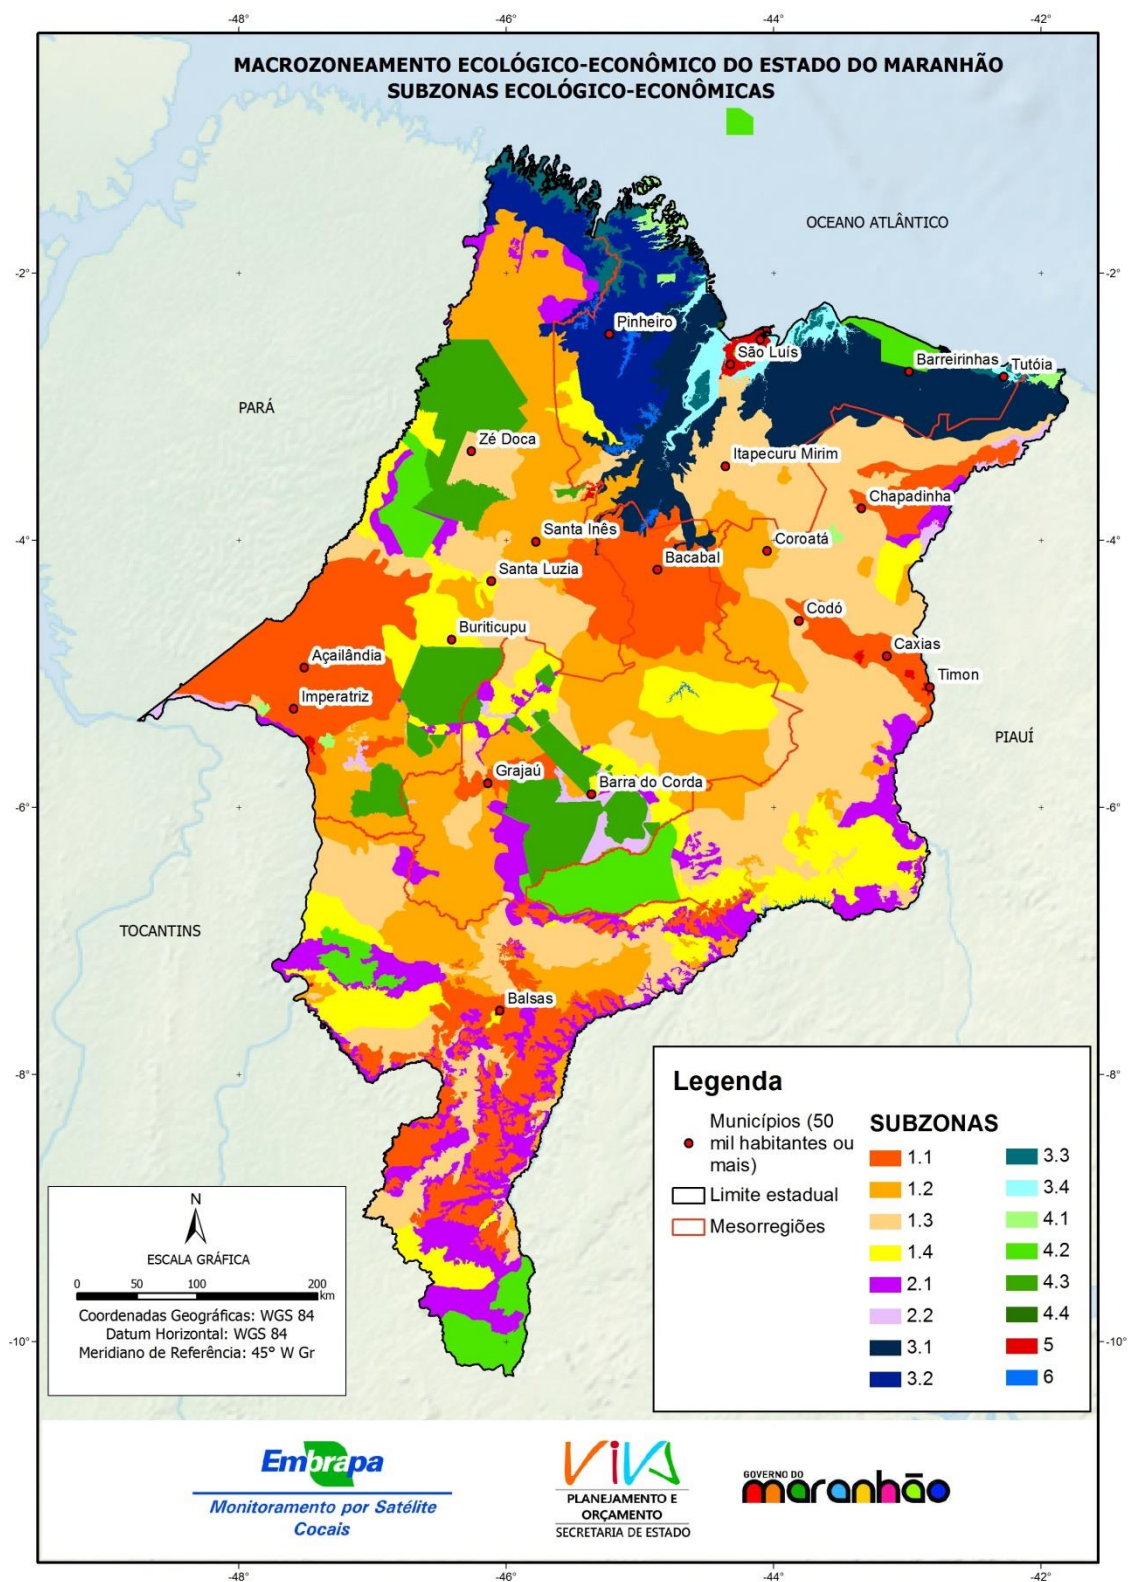 -48
-46
-44
-42
MACROZONEAMENTO ECOLÓGICO-ECONÔMICO DO ESTADO DO MARANHÃO
SUBZONAS ECOLÓGICO-ECONÔMICAS
OCEANO ATLÂNTICO
-2°
-2°
Pinheiro
São Luís
Barreirinhas
Tutóia
PARÁ
Zé Doca
Itapecuru Mirim
Chapadinha
Santa Inês
Coroatá
-4°
-4°
Bacabal
Santa Luzia
Codó
Buriticupu
Caxias
Açailândia
Timon
Imperatriz
PIAUÍ
Grajaú
Barra do Corda
-6°
-6°
TOCANTINS
Balsas
-8°
-8°
Legenda
Municípios (50
mil habitantes ou
mais)
Limite estadual
Mesorregiões
SUBZONAS
1.1
1.2
1.3
1.4
2.1
2.2
3.1
3.2
3.3
3.4
4.1
4.2
4.3
4.4
5
6
N
ESCALA GRÁFICA
0 50 100 200
km
Coordenadas Geográficas: WGS 84
Datum Horizontal: WGS 84
Meridiano de Referência: 45° W Gr
-10°
-10°
Embrapa
Monitoramento por Satélite
Cocais
VIVA
PLANEJAMENTO E
ORÇAMENTO
SECRETARIA DE ESTADO
GOVERNO DO
maranhão
-48
-46
-44
-42